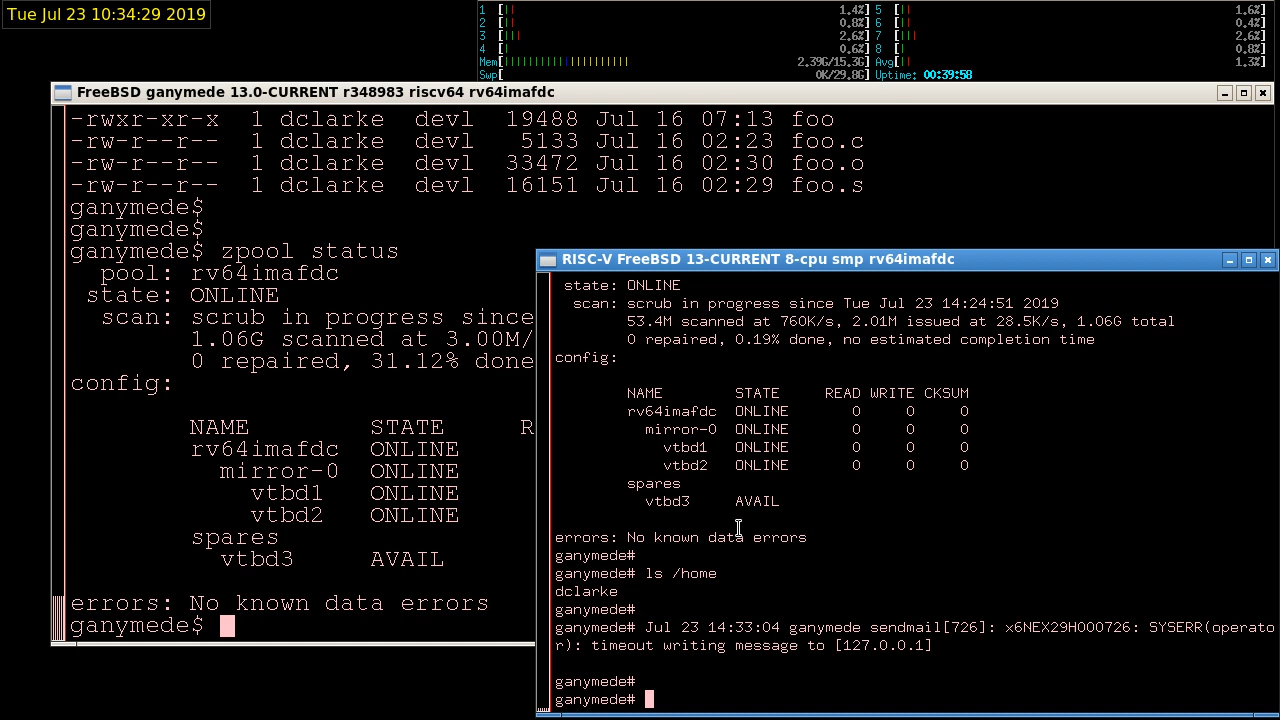 Tue Jul 23 10:34:29 2019
1 [|| 1.4%] 5 [|| 1.6%]
2 [|| 0.8%] 6 [|| 0.4%]
3 [||| 2.6%] 7 [||| 2.6%]
4 [| 0.6%] 8 [| 0.8%]
Mem[|||||||||||||||||||||||| 2.39G/15.3G] Avg[|| 1.3%]
Swp[ 0K/29.8G] Uptime: 00:39:58
FreeBSD ganymede 13.0-CURRENT r348983 riscv64 rv64imafdc
-rwxr-xr-x  1 dclarke  devl  19488 Jul 16 07:13 foo
-rw-r--r--  1 dclarke  devl   5133 Jul 16 02:23 foo.c
-rw-r--r--  1 dclarke  devl  33472 Jul 16 02:30 foo.o
-rw-r--r--  1 dclarke  devl  16151 Jul 16 02:29 foo.s
ganymede$
ganymede$
ganymede$ zpool status
  pool: rv64imafdc
 state: ONLINE
  scan: scrub in progress since
        1.06G scanned at 3.00M/
        0 repaired, 31.12% done
config:
        NAME        STATE     R
        rv64imafdc  ONLINE
          mirror-0  ONLINE
            vtbd1   ONLINE
            vtbd2   ONLINE
        spares
          vtbd3     AVAIL
errors: No known data errors
ganymede$
RISC-V FreeBSD 13-CURRENT 8-cpu smp rv64imafdc
 state: ONLINE
  scan: scrub in progress since Tue Jul 23 14:24:51 2019
        53.4M scanned at 760K/s, 2.01M issued at 28.5K/s, 1.06G total
        0 repaired, 0.19% done, no estimated completion time
config:
        NAME        STATE     READ WRITE CKSUM
        rv64imafdc  ONLINE       0     0     0
          mirror-0  ONLINE       0     0     0
            vtbd1   ONLINE       0     0     0
            vtbd2   ONLINE       0     0     0
        spares
          vtbd3     AVAIL
errors: No known data errors
ganymede#
ganymede# ls /home
dclarke
ganymede#
ganymede# Jul 23 14:33:04 ganymede sendmail[726]: x6NEX29H000726: SYSERR(operato
r): timeout writing message to [127.0.0.1]
ganymede#
ganymede#